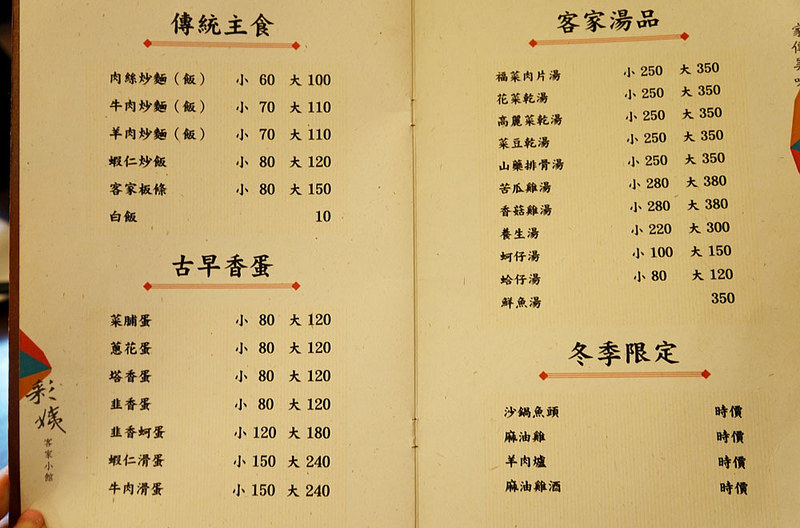 傳統主食
肉絲炒麵（飯） 小 60 大 100
牛肉炒麵（飯） 小 70 大 110
羊肉炒麵（飯） 小 70 大 110
蝦仁炒飯 小 80 大 120
客家板條 小 80 大 150
白飯 10
古早香蛋
菜脯蛋 小 80 大 120
蔥花蛋 小 80 大 120
塔香蛋 小 80 大 120
韭香蛋 小 80 大 120
韭香蚵蛋 小 120 大 180
蝦仁滑蛋 小 150 大 240
牛肉滑蛋 小 150 大 240
彩姨
客家小館
客家湯品
福菜肉片湯 小 250 大 350
花菜乾湯 小 250 大 350
高麗菜乾湯 小 250 大 350
菜豆乾湯 小 250 大 350
山藥排骨湯 小 250 大 350
苦瓜雞湯 小 280 大 380
香菇雞湯 小 280 大 380
養生湯 小 220 大 300
蚵仔湯 小 100 大 150
蛤仔湯 小 80 大 120
鮮魚湯 350
冬季限定
沙鍋魚頭 時價
麻油雞 時價
羊肉爐 時價
麻油雞酒 時價